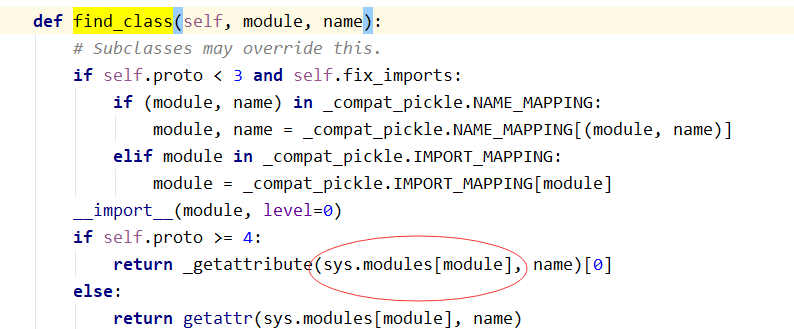 def find_class(self, module, name):
    # Subclasses may override this.
    if self.proto < 3 and self.fix_imports:
        if (module, name) in _compat_pickle.NAME_MAPPING:
            module, name = _compat_pickle.NAME_MAPPING[(module, name)]
        elif module in _compat_pickle.IMPORT_MAPPING:
            module = _compat_pickle.IMPORT_MAPPING[module]
    __import__(module, level=0)
    if self.proto >= 4:
        return _getattribute(sys.modules[module], name)[0]
    else:
        return getattr(sys.modules[module], name)